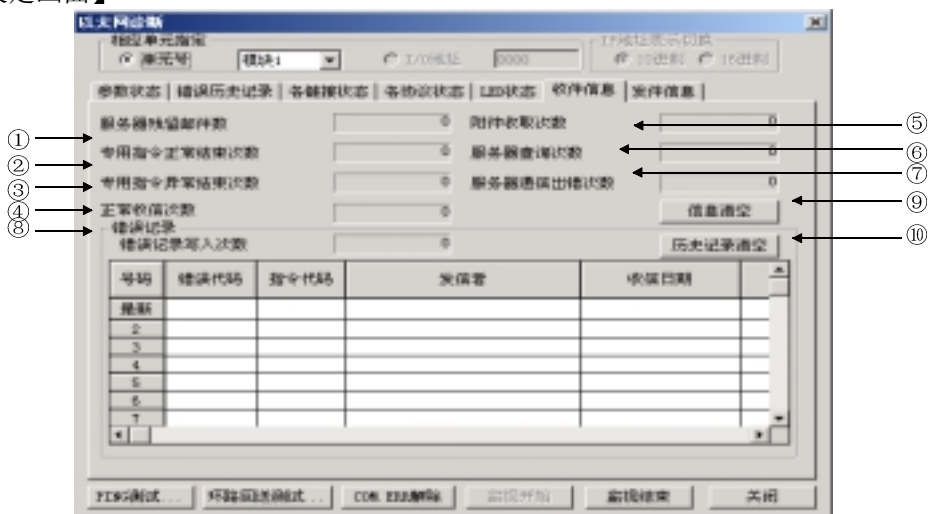 以太网诊断
相应单元指定
IP地址表示切换
单元号 模块1 I/O地址 0000 10进制 16进制
参数状态 错误历史记录 各链接状态 各协议状态 LED状态 收件信息 发件信息
① 服务器残留邮件数 0 附件收取次数 0 ⑤
② 专用指令正常结束次数 0 服务器查询次数 0 ⑥
③ 专用指令异常结束次数 0 服务器通信出错次数 0 ⑦
④ 正常收信次数 0 信息清空 ⑨
⑧ 错误记录
错误记录写入次数 0 历史记录清空 ⑩
号码 错误代码 指令代码 发信者 收信日期
最新
2
3
4
5
6
7
PING测试... 环路回送测试... COM. ERR解除 监视开始 监视结束 关闭